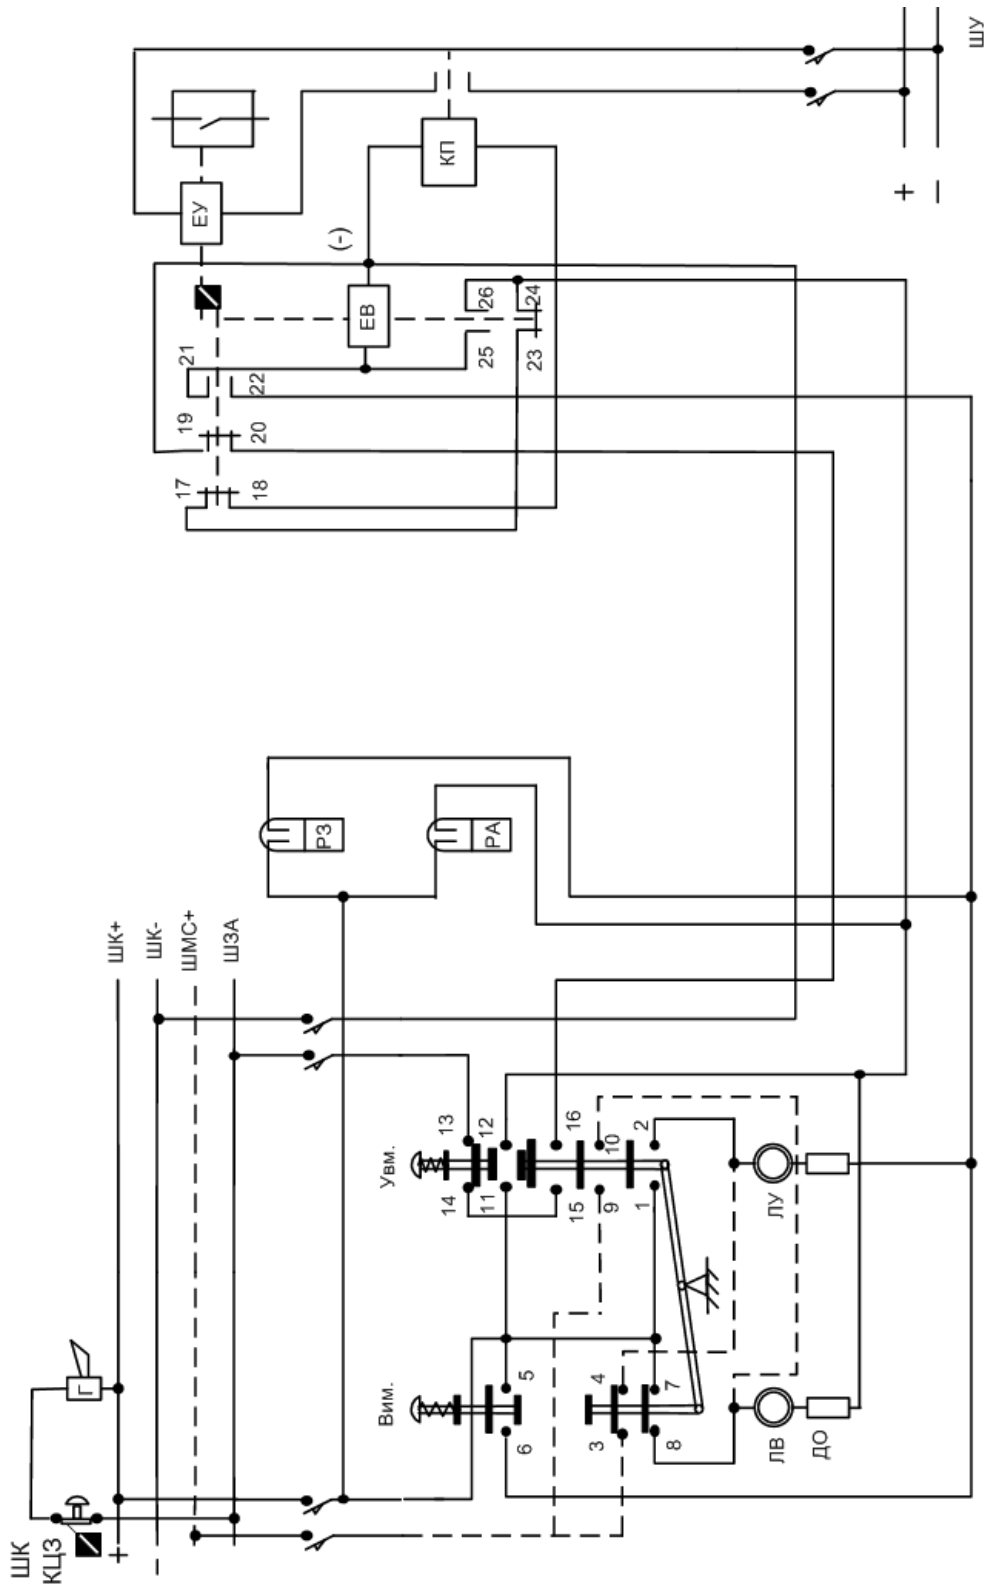 ШК
КЦЗ
+
−
Г
ШК+
ШК-
ШМС+
ШЗА
Вим.
5
6
4
3
7
8
ЛВ
ДО
Увм.
13
14
12
11
16
15
10
9
2
1
ЛУ
РЗ
РА
17
18
19
20
21
22
ЕВ
(-)
26
25
24
23
ЕУ
КП
+
−
ШУ